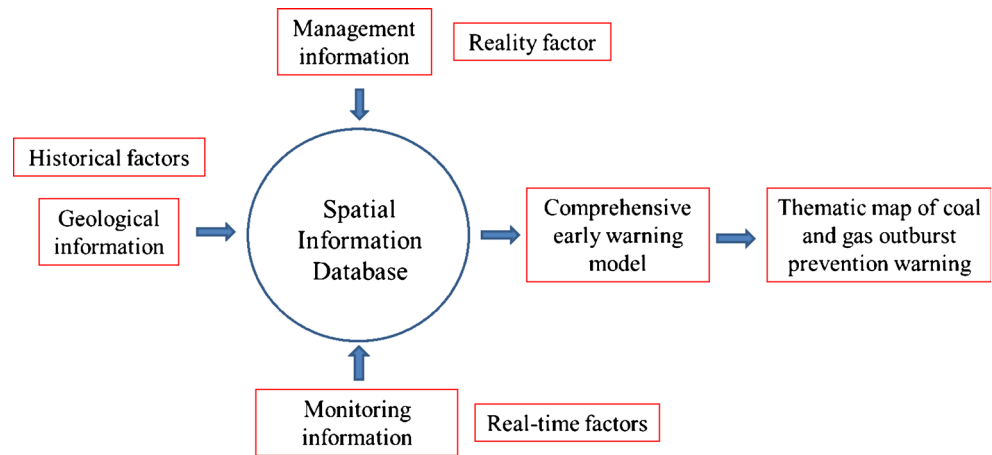 Management
information
Reality factor
Historical factors
Geological
information
Spatial
Information
Database
Comprehensive
early warning
model
Thematic map of coal
and gas outburst
prevention warning
Monitoring
information
Real-time factors